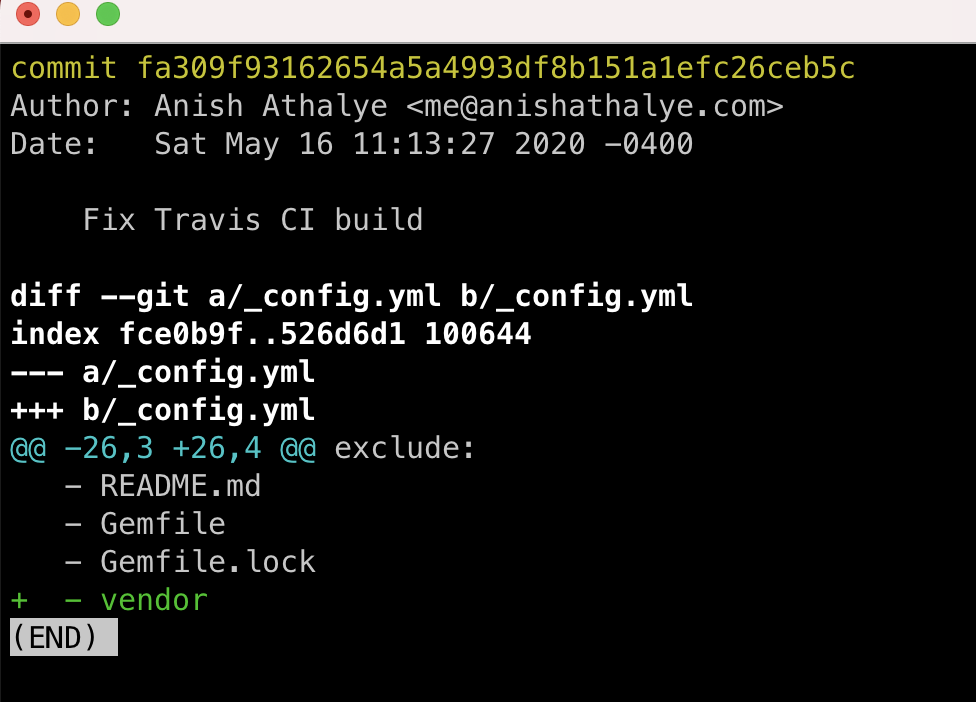 commit fa309f93162654a5a4993df8b151a1efc26ceb5c
Author: Anish Athalye <me@anishathalye.com>
Date:   Sat May 16 11:13:27 2020 -0400
    Fix Travis CI build
diff --git a/_config.yml b/_config.yml
index fce0b9f..526d6d1 100644
--- a/_config.yml
+++ b/_config.yml
@@ -26,3 +26,4 @@ exclude:
   - README.md
   - Gemfile
   - Gemfile.lock
+  - vendor
(END)